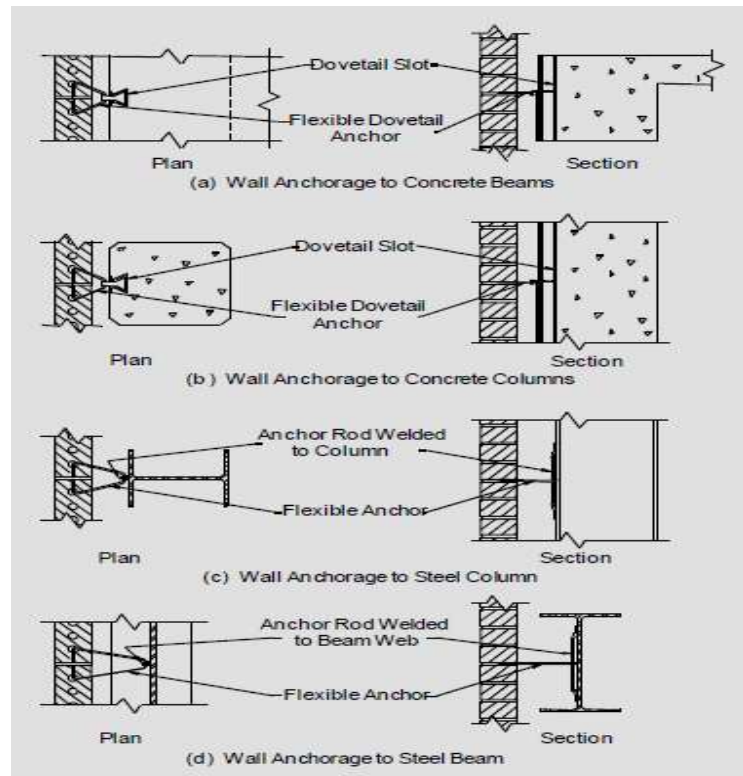 Dovetail Slot
Flexible Dovetail
Anchor
Plan
Section
(a) Wall Anchorage to Concrete Beams
Dovetail Slot
Flexible Dovetail
Anchor
Plan
Section
(b) Wall Anchorage to Concrete Columns
Anchor Rod Welded
to Column
Flexible Anchor
Plan
Section
(c) Wall Anchorage to Steel Column
Anchor Rod Welded
to Beam Web
Flexible Anchor
Plan
Section
(d) Wall Anchorage to Steel Beam